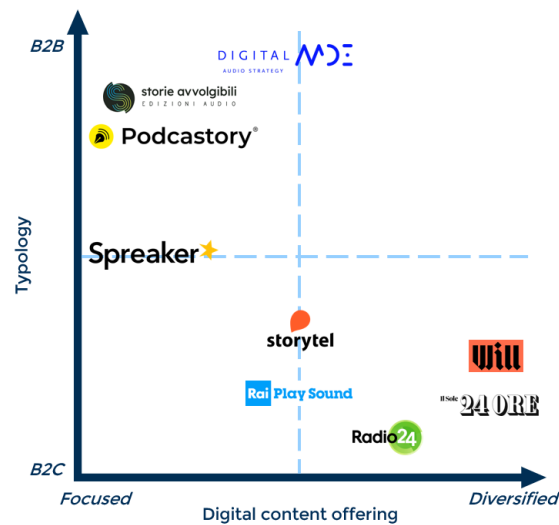 B2B
DIGITAL MDE
AUDIO STRATEGY
storie avvolgibili
EDIZIONI AUDIO
Podcastory®
Typology
Spreaker
storytel
Will
Rai Play Sound
Il Sole
24 ORE
Radio24
B2C
Focused
Diversified
Digital content offering